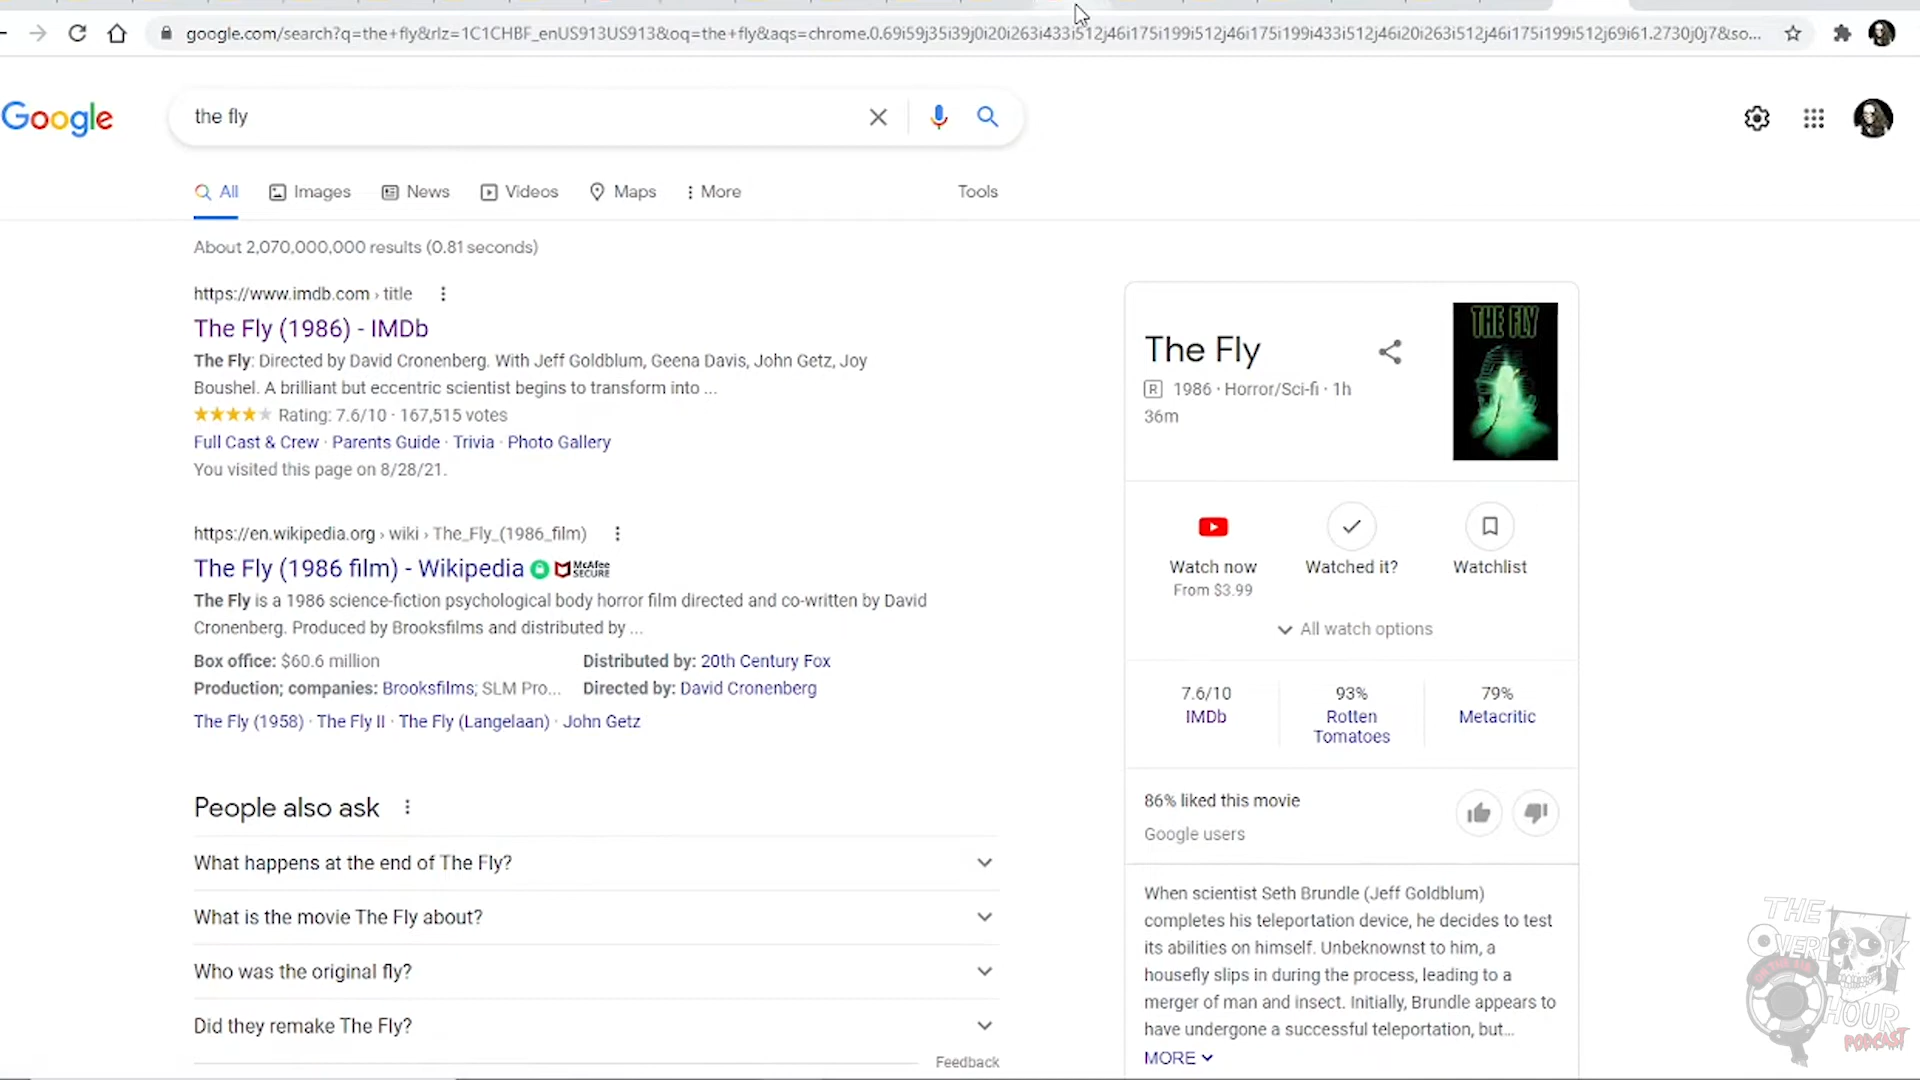 google.com/search?q=the+fly&rlz=1C1CHBF_enUS913US913&oq=the+fly&aqs=chrome.0.69i59j35i39j0i20i263i433i512j46i175i199i512j46i175i199i433i512j46i20i263i512j46i175i199i512j69i61.2730j0j7&so...
Google
the fly
All Images News Videos Maps More Tools
About 2,070,000,000 results (0.81 seconds)
https://www.imdb.com › title
The Fly (1986) - IMDb
The Fly: Directed by David Cronenberg. With Jeff Goldblum, Geena Davis, John Getz, Joy
Boushel. A brilliant but eccentric scientist begins to transform into ...
Rating: 7.6/10 · 167,515 votes
Full Cast & Crew · Parents Guide · Trivia · Photo Gallery
You visited this page on 8/28/21.
https://en.wikipedia.org › wiki › The_Fly_(1986_film)
The Fly (1986 film) - Wikipedia McAfee SECURE
The Fly is a 1986 science-fiction psychological body horror film directed and co-written by David
Cronenberg. Produced by Brooksfilms and distributed by ...
Box office: $60.6 million Distributed by: 20th Century Fox
Production; companies: Brooksfilms; SLM Pro... Directed by: David Cronenberg
The Fly (1958) · The Fly II · The Fly (Langelaan) · John Getz
People also ask
What happens at the end of The Fly?
What is the movie The Fly about?
Who was the original fly?
Did they remake The Fly?
Feedback
The Fly
R 1986 · Horror/Sci-fi · 1h
36m
THE FLY
Watch now Watched it? Watchlist
From $3.99
All watch options
7.6/10 93% 79%
IMDb Rotten Metacritic
Tomatoes
86% liked this movie
Google users
When scientist Seth Brundle (Jeff Goldblum)
completes his teleportation device, he decides to test
its abilities on himself. Unbeknownst to him, a
housefly slips in during the process, leading to a
merger of man and insect. Initially, Brundle appears to
have undergone a successful teleportation, but...
MORE
THE
OVERLOOK
ON THE AIR
HOUR
PODCAST